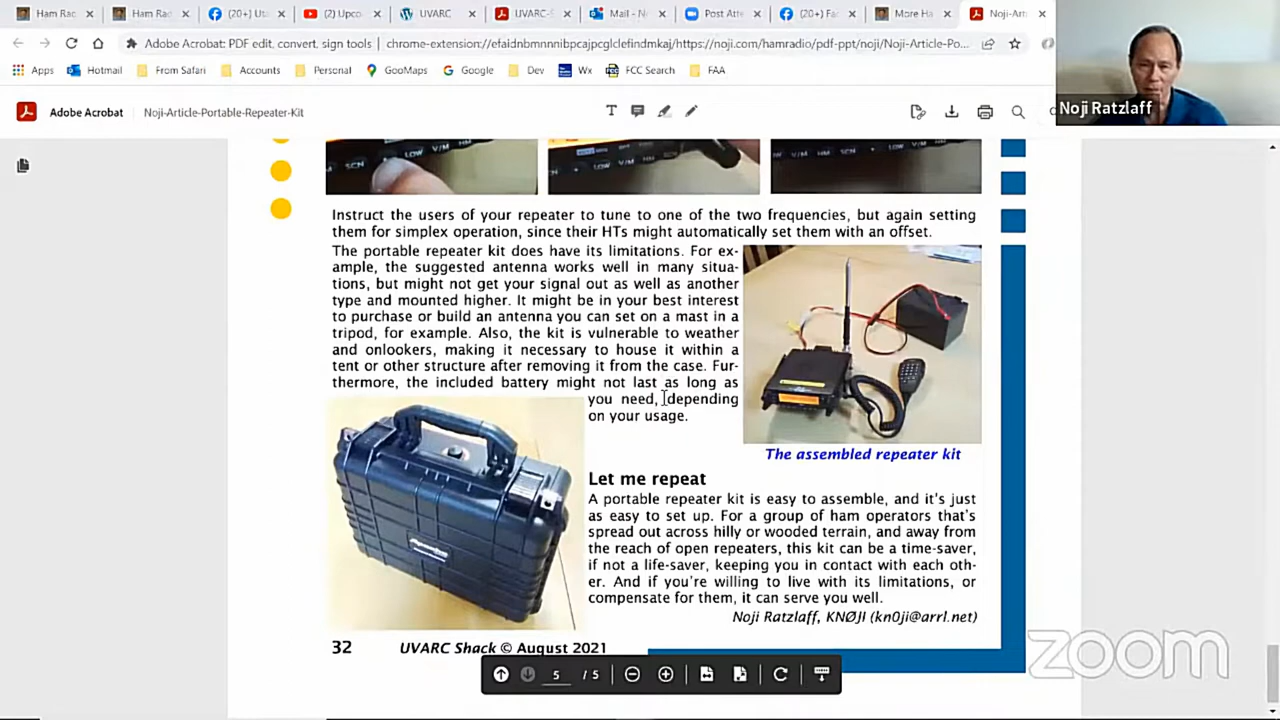 Ham Rac
Ham Rad
(20+) Uta
(2) Upco
UVARC
UVARC-S
Mail - N
Post Atte
(20+) Fac
More Ha
Noji-Arti
Adobe Acrobat: PDF edit, convert, sign tools | chrome-extension://efaidnbmnnnibpcajpcglclefindmkaj/https://noji.com/hamradio/pdf-ppt/noji/Noji-Article-Po...
Apps Hotmail From Safari Accounts Personal GooMaps Google Dev Wx FCC Search FAA
Noji Ratzlaff
Adobe Acrobat Noji-Article-Portable-Repeater-Kit
SCN LOW V/M HM
SCN LOW V/M HM
V/M LOW V/M HM
Instruct the users of your repeater to tune to one of the two frequencies, but again setting
them for simplex operation, since their HTs might automatically set them with an offset.
The portable repeater kit does have its limitations. For ex-
ample, the suggested antenna works well in many situa-
tions, but might not get your signal out as well as another
type and mounted higher. It might be in your best interest
to purchase or build an antenna you can set on a mast in a
tripod, for example. Also, the kit is vulnerable to weather
and onlookers, making it necessary to house it within a
tent or other structure after removing it from the case. Fur-
thermore, the included battery might not last as long as
you need, depending
on your usage.
The assembled repeater kit
Let me repeat
A portable repeater kit is easy to assemble, and it's just
as easy to set up. For a group of ham operators that's
spread out across hilly or wooded terrain, and away from
the reach of open repeaters, this kit can be a time-saver,
if not a life-saver, keeping you in contact with each oth-
er. And if you're willing to live with its limitations, or
compensate for them, it can serve you well.
Noji Ratzlaff, KNØJI (kn0ji@arrl.net)
32 UVARC Shack © August 2021
5 / 5
zoom